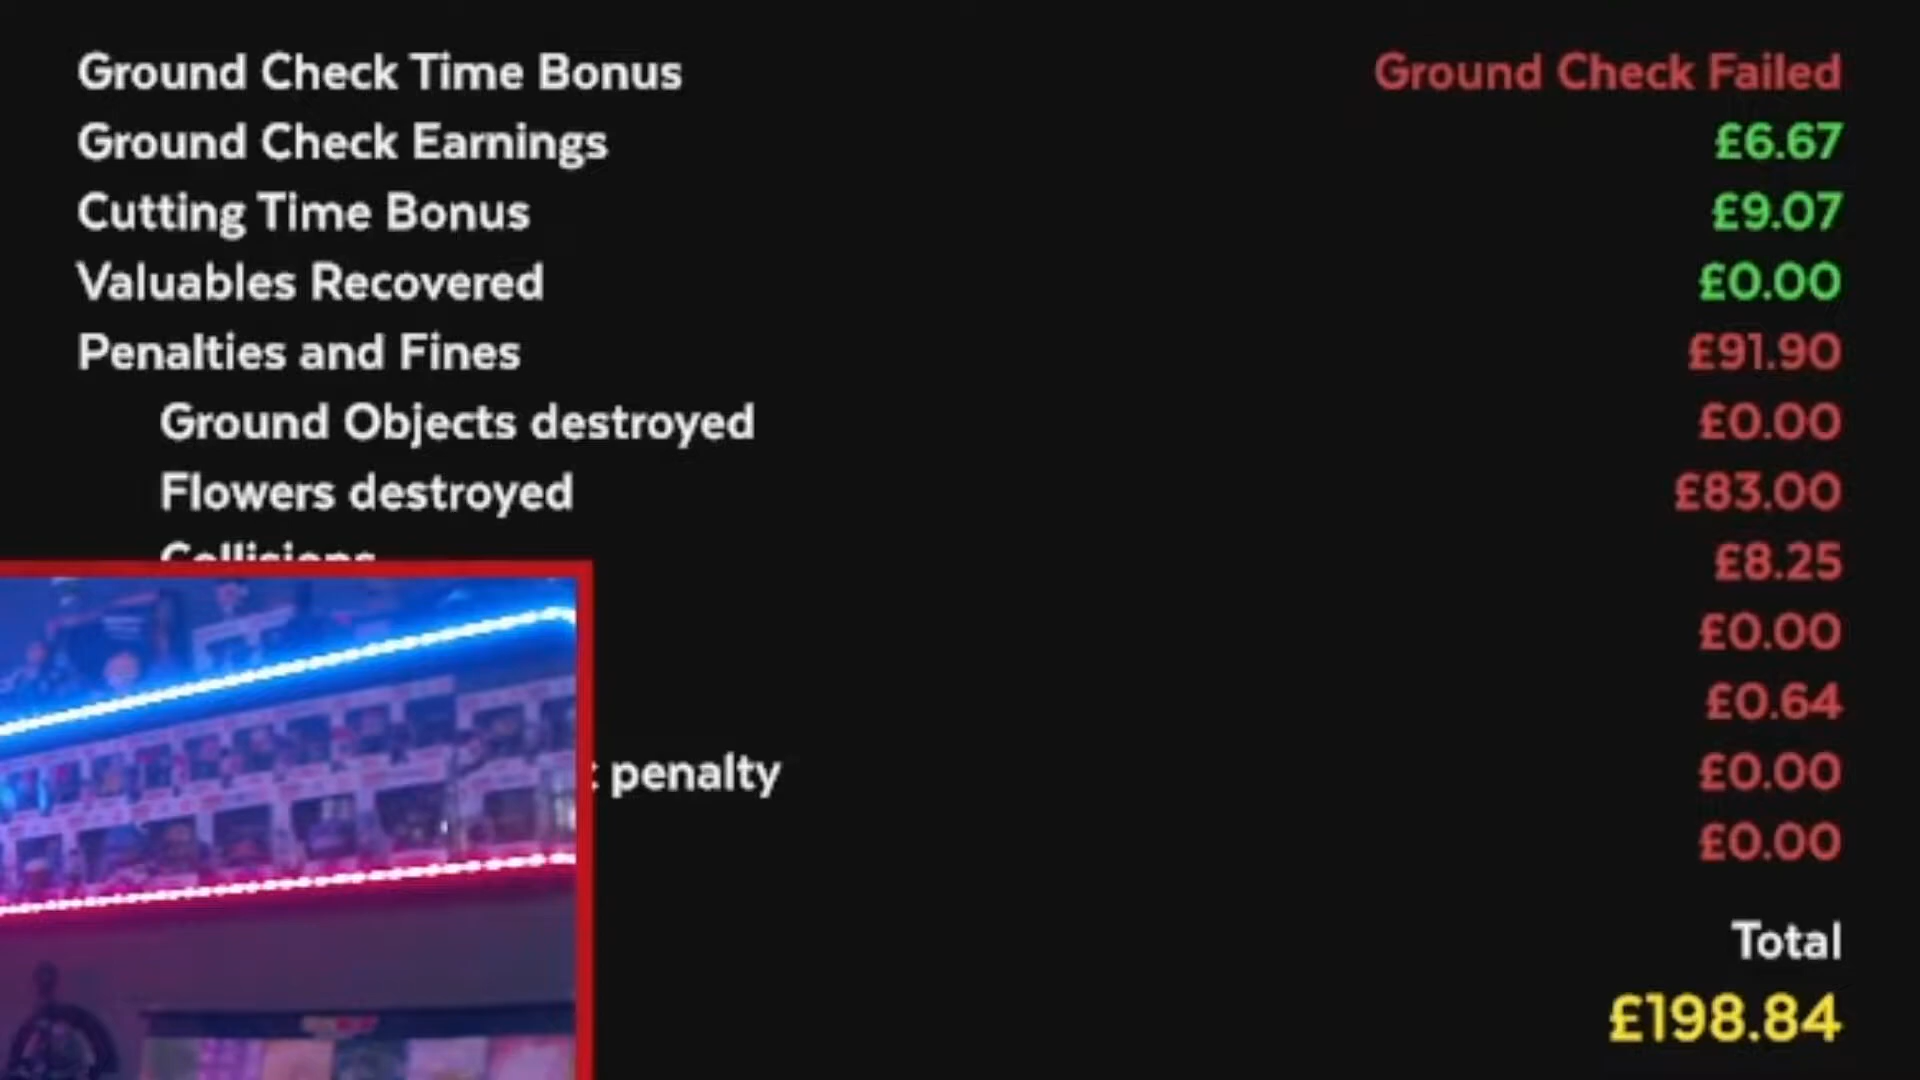 Ground Check Time Bonus Ground Check Failed
Ground Check Earnings £6.67
Cutting Time Bonus £9.07
Valuables Recovered £0.00
Penalties and Fines £91.90
Ground Objects destroyed £0.00
Flowers destroyed £83.00
Collisions £8.25
£0.00
£0.64
penalty £0.00
£0.00
Total
£198.84